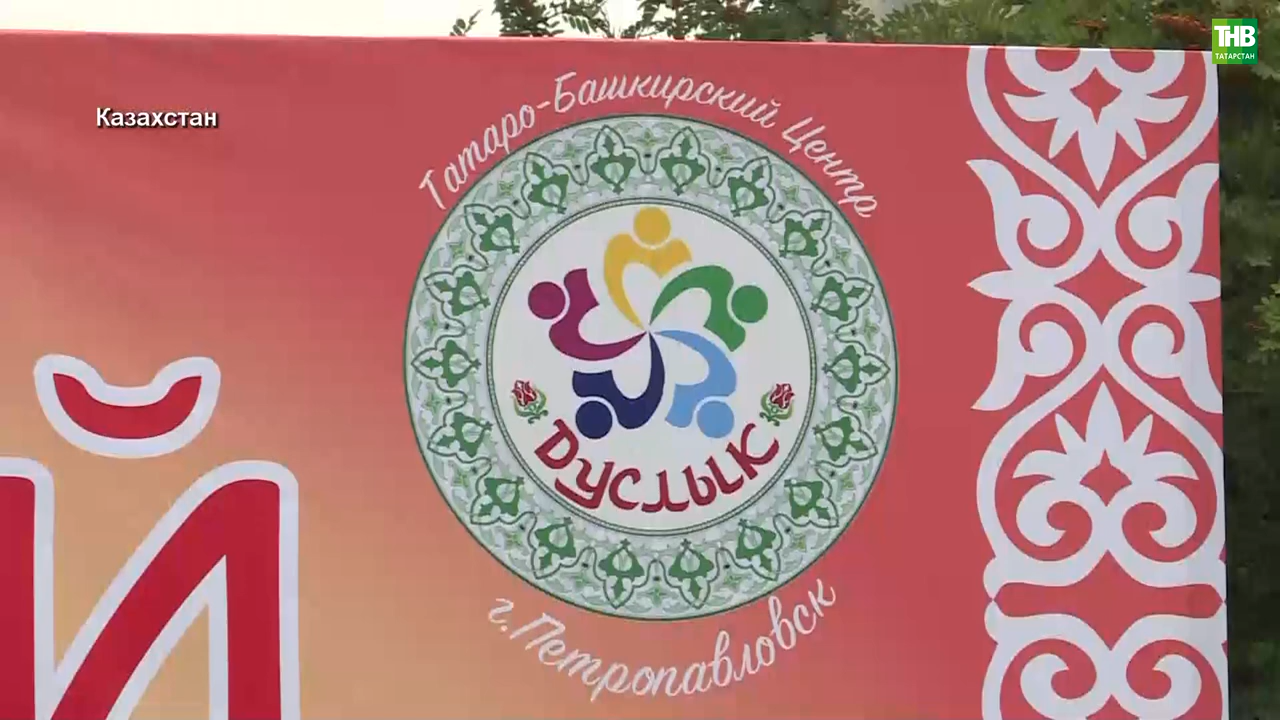 ТНВ
ТАТАРСТАН
Казахстан
Татаро-Башкирский Центр
Дуслык
г.Петропавловск
Й